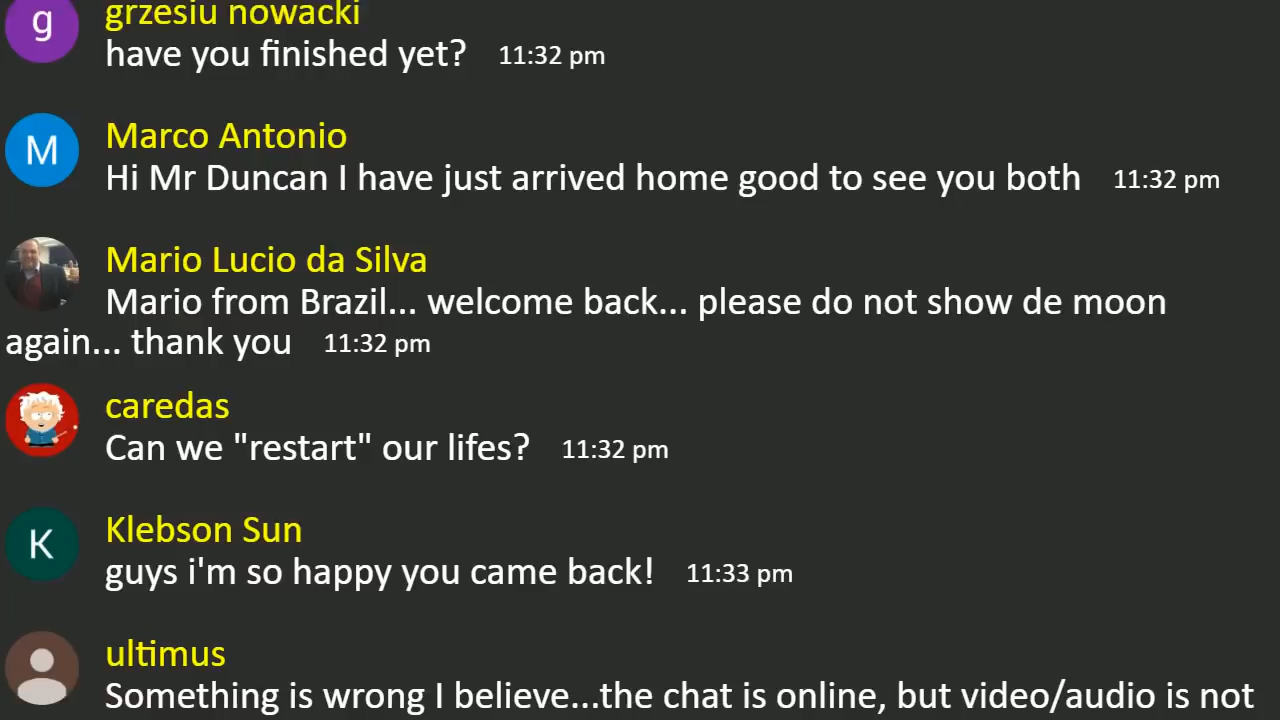 g
grzesiu nowacki
have you finished yet? 11:32 pm
M
Marco Antonio
Hi Mr Duncan I have just arrived home good to see you both 11:32 pm
Mario Lucio da Silva
Mario from Brazil... welcome back... please do not show de moon
again... thank you 11:32 pm
caredas
Can we "restart" our lifes? 11:32 pm
K
Klebson Sun
guys i'm so happy you came back! 11:33 pm
ultimus
Something is wrong I believe...the chat is online, but video/audio is not